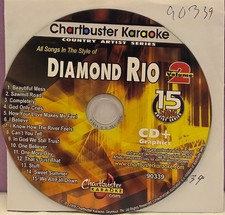 90339
Chartbuster Karaoke
COUNTRY ARTIST SERIES
All Songs In The Style of
DIAMOND RIO
Volume
2
15
1. Beautiful Mess
2. Sawmill Road
3. Completely
4. God Only Cries
5. How Your Love Makes Me Feel
6. I Believe
7. I Know How The River Feels
8. Can't You Tell
9. In God We Still Trust
10. One Believer
11. One More Day
12. That's Just That
13. Stuff
14. Sweet Summer
15. We All Fall Down
CD+
Graphics
90339
Chartbuster
KARAOKE